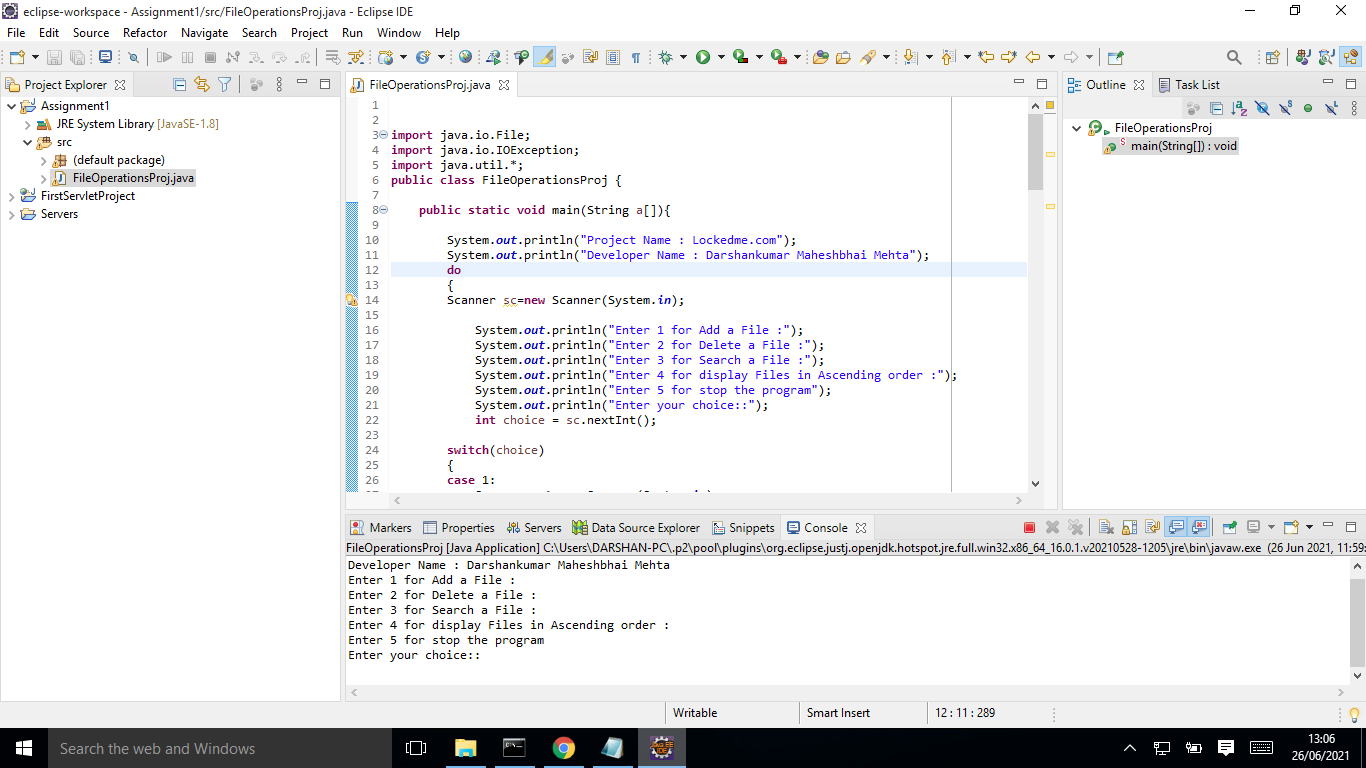 eclipse-workspace - Assignment1/src/FileOperationsProj.java - Eclipse IDE
File Edit Source Refactor Navigate Search Project Run Window Help
Project Explorer
Assignment1
JRE System Library [JavaSE-1.8]
src
(default package)
FileOperationsProj.java
FirstServletProject
Servers
FileOperationsProj.java
1
2
3 import java.io.File;
4 import java.io.IOException;
5 import java.util.*;
6 public class FileOperationsProj {
7
8 public static void main(String a[]){
9
10 System.out.println("Project Name : Lockedme.com");
11 System.out.println("Developer Name : Darshankumar Maheshbhai Mehta");
12 do
13 {
14 Scanner sc=new Scanner(System.in);
15
16 System.out.println("Enter 1 for Add a File :");
17 System.out.println("Enter 2 for Delete a File :");
18 System.out.println("Enter 3 for Search a File :");
19 System.out.println("Enter 4 for display Files in Ascending order :");
20 System.out.println("Enter 5 for stop the program");
21 System.out.println("Enter your choice::");
22 int choice = sc.nextInt();
23
24 switch(choice)
25 {
26 case 1:
Outline Task List
FileOperationsProj
main(String[]) : void
Markers Properties Servers Data Source Explorer Snippets Console
FileOperationsProj [Java Application] C:\Users\DARSHAN-PC\.p2\pool\plugins\org.eclipse.justj.openjdk.hotspot.jre.full.win32.x86_64_16.0.1.v20210528-1205\jre\bin\javaw.exe (26 Jun 2021, 11:59:
Developer Name : Darshankumar Maheshbhai Mehta
Enter 1 for Add a File :
Enter 2 for Delete a File :
Enter 3 for Search a File :
Enter 4 for display Files in Ascending order :
Enter 5 for stop the program
Enter your choice::
Writable Smart Insert 12 : 11 : 289
Search the web and Windows
13:06
26/06/2021